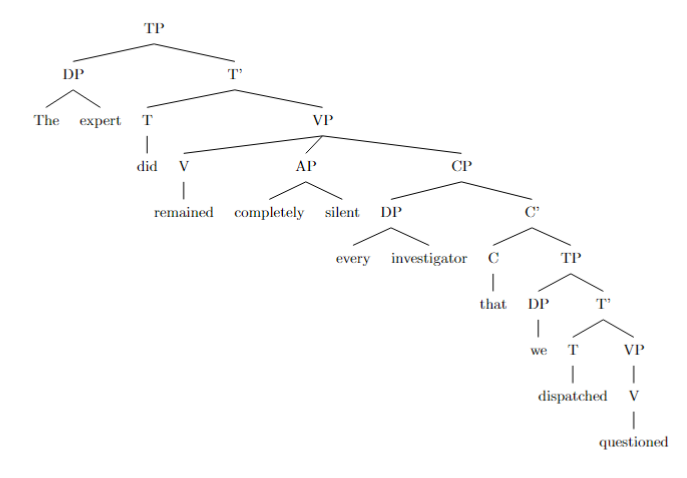 TP
DP T'
The expert T VP
did V AP CP
remained completely silent DP C'
every investigator C TP
that DP T'
we T VP
dispatched V
questioned